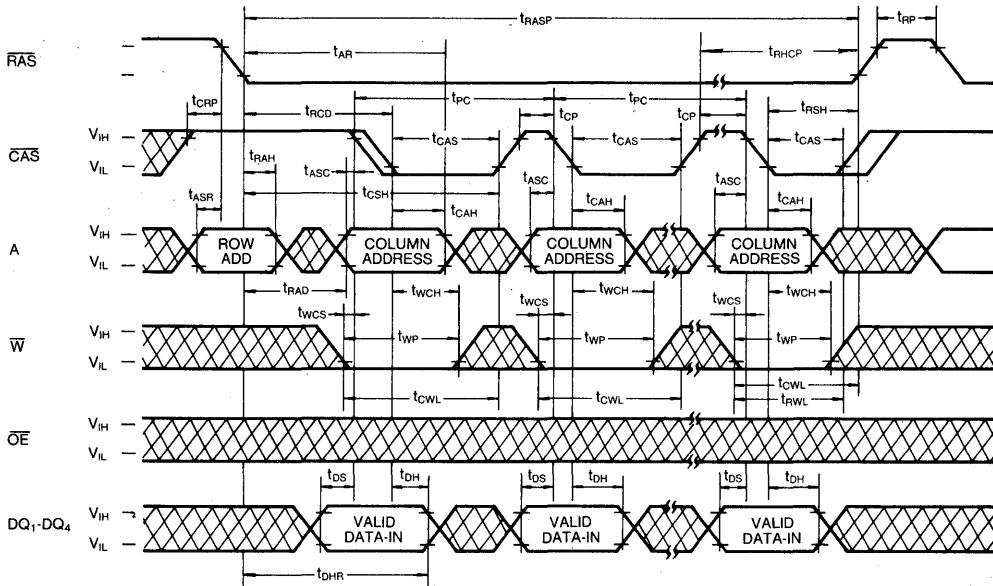 tRASP
tRP
RAS
tAR
tRHCP
tCRP
tRCD
tPC
tPC
tRSH
tCP
tCP
CAS
VIH
VIL
tCAS
tCAS
tCAS
tRAH
tASC
tCSH
tASC
tASC
tASR
tCAH
tCAH
tCAH
A
VIH
VIL
ROW
ADD
COLUMN
ADDRESS
COLUMN
ADDRESS
COLUMN
ADDRESS
tRAD
tWCH
tWCH
tWCH
tWCS
tWCS
tWCS
W
VIH
VIL
tWP
tWP
tWP
tCWL
tCWL
tCWL
tRWL
OE
VIH
VIL
tDS
tDH
tDS
tDH
tDS
tDH
DQ1-DQ4
VIH
VIL
VALID
DATA-IN
VALID
DATA-IN
VALID
DATA-IN
tDHR